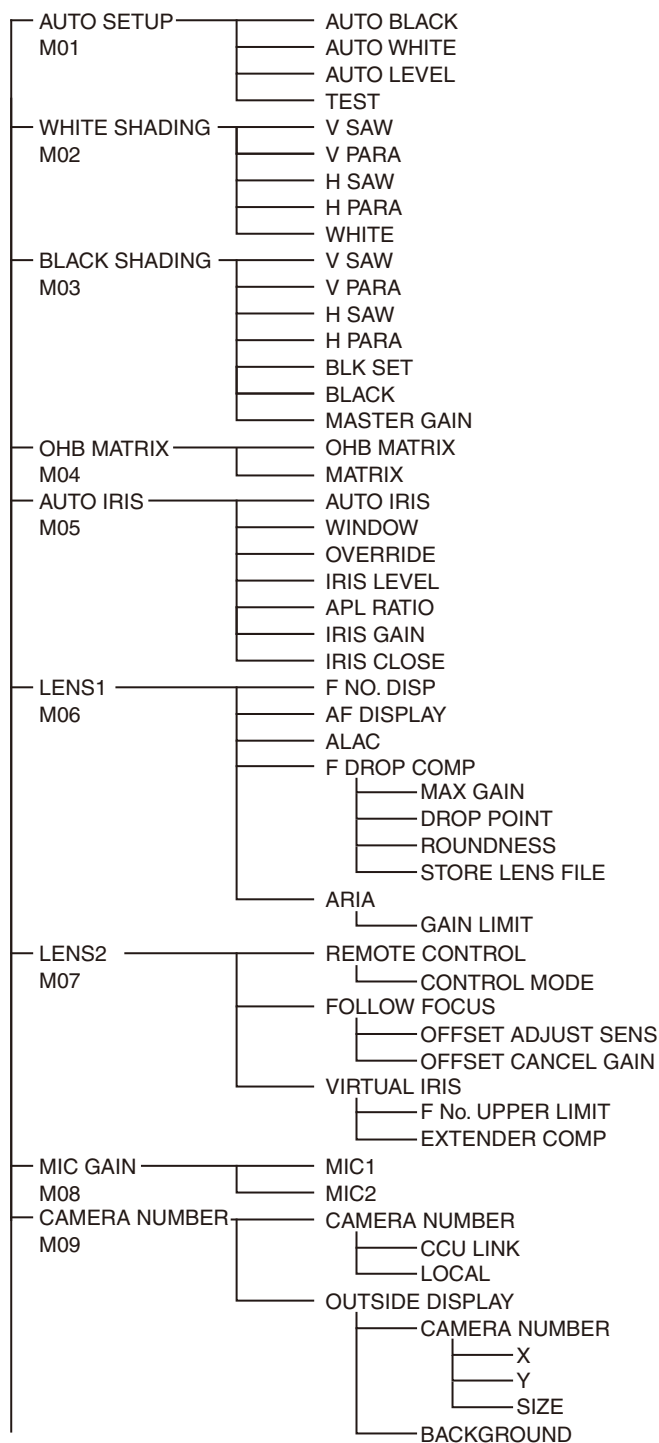 AUTO SETUP AUTO BLACK
M01 AUTO WHITE
AUTO LEVEL
TEST
WHITE SHADING V SAW
M02 V PARA
H SAW
H PARA
WHITE
BLACK SHADING V SAW
M03 V PARA
H SAW
H PARA
BLK SET
BLACK
MASTER GAIN
OHB MATRIX OHB MATRIX
M04 MATRIX
AUTO IRIS AUTO IRIS
M05 WINDOW
OVERRIDE
IRIS LEVEL
APL RATIO
IRIS GAIN
IRIS CLOSE
LENS1 F NO. DISP
M06 AF DISPLAY
ALAC
F DROP COMP
MAX GAIN
DROP POINT
ROUNDNESS
STORE LENS FILE
ARIA
GAIN LIMIT
LENS2 REMOTE CONTROL
M07 CONTROL MODE
FOLLOW FOCUS
OFFSET ADJUST SENS
OFFSET CANCEL GAIN
VIRTUAL IRIS
F No. UPPER LIMIT
EXTENDER COMP
MIC GAIN MIC1
M08 MIC2
CAMERA NUMBER CAMERA NUMBER
M09 CCU LINK
LOCAL
OUTSIDE DISPLAY
CAMERA NUMBER
X
Y
SIZE
BACKGROUND